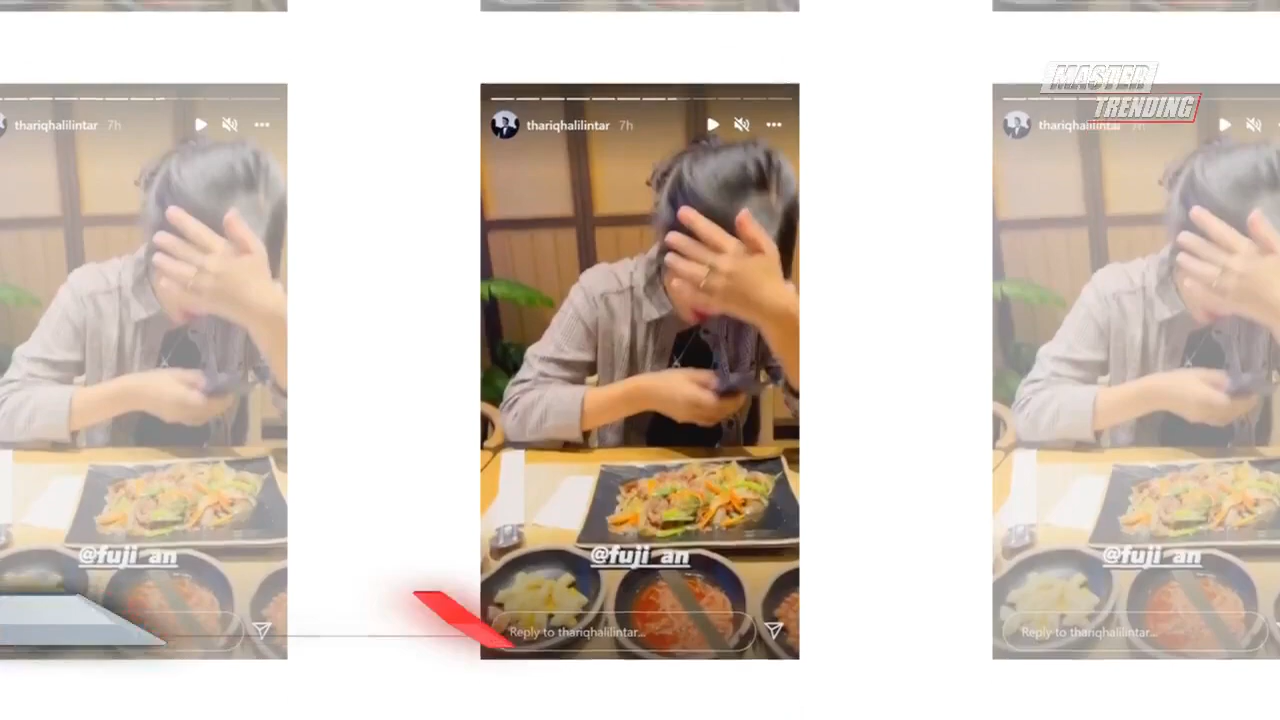 MASTER
TRENDING
thariqhalilintar 7h
thariqhalilintar 7h
thariqhalilintar 7h
@fuji_an
@fuji_an
@fuji_an
Reply to thariqhalilintar...
Reply to thariqhalilintar...